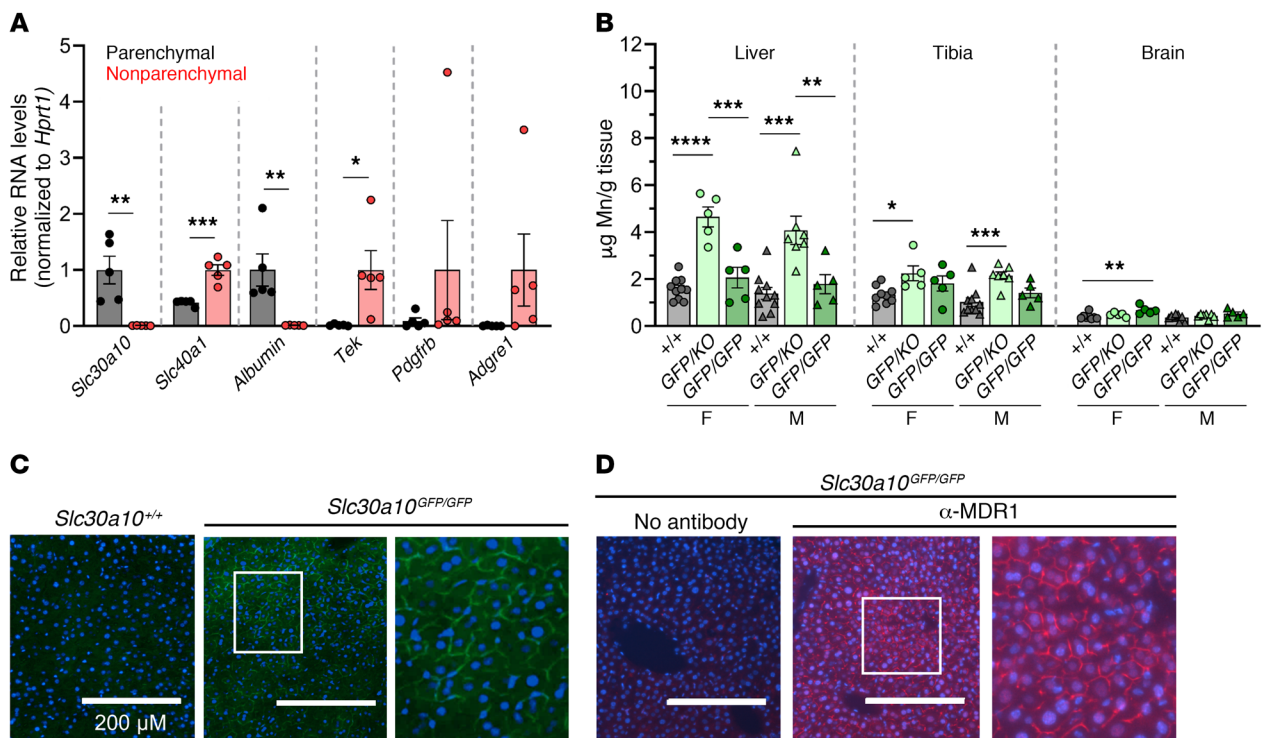 A
Relative RNA levels
(normalized to Hprt1)
5
4
3
2
1
0
Parenchymal
Nonparenchymal
**
***
**
*
Slc30a10
Slc40a1
Albumin
Tek
Pdgfrb
Adgre1
B
µg Mn/g tissue
12
10
8
6
4
2
0
Liver
Tibia
Brain
****
***
***
**
*
***
**
+/+
GFP/KO
GFP/GFP
+/+
GFP/KO
GFP/GFP
+/+
GFP/KO
GFP/GFP
+/+
GFP/KO
GFP/GFP
+/+
GFP/KO
GFP/GFP
+/+
GFP/KO
GFP/GFP
F
M
F
M
F
M
C
Slc30a10+/+
Slc30a10GFP/GFP
200 µM
D
Slc30a10GFP/GFP
No antibody
α-MDR1